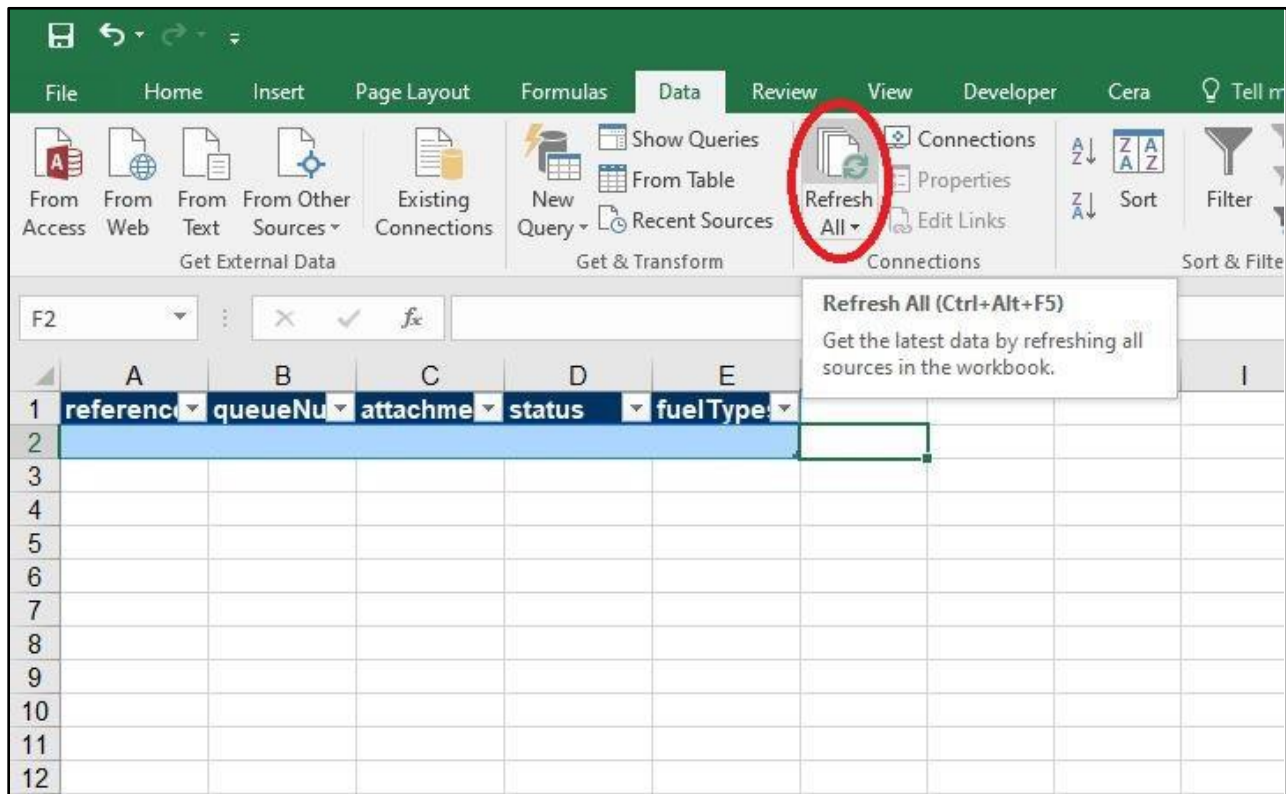 File Home Insert Page Layout Formulas Data Review View Developer Cera Tell m
From Access
From Web
From Text
From Other Sources
Existing Connections
Get External Data
New Query
Show Queries
From Table
Recent Sources
Get & Transform
Refresh All
Connections
Properties
Edit Links
Connections
A Z
Z A
Z A
A Z
Sort
Filter
Sort & Filte
F2 fx
Refresh All (Ctrl+Alt+F5)
Get the latest data by refreshing all
sources in the workbook.
A B C D E I
1 referenc queueNu attachme status fuelType
2
3
4
5
6
7
8
9
10
11
12